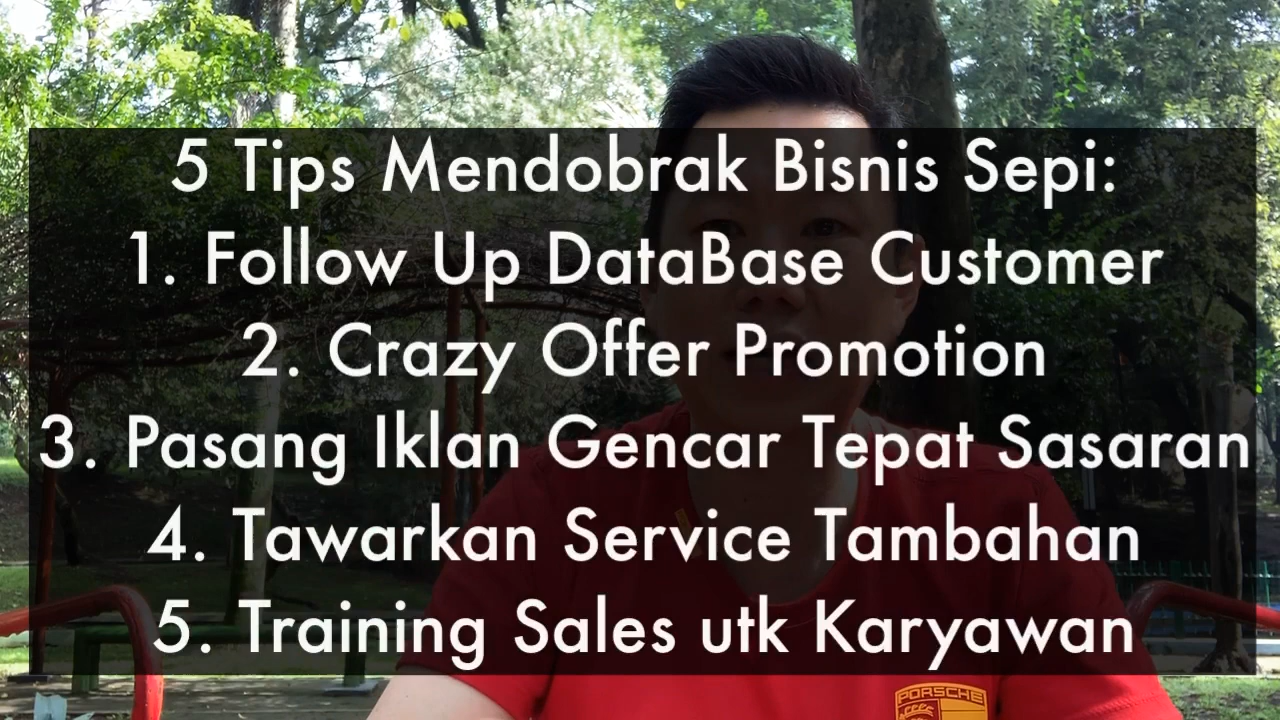 5 Tips Mendobrak Bisnis Sepi:
1. Follow Up DataBase Customer
2. Crazy Offer Promotion
3. Pasang Iklan Gencar Tepat Sasaran
4. Tawarkan Service Tambahan
5. Training Sales utk Karyawan
PORSCHE